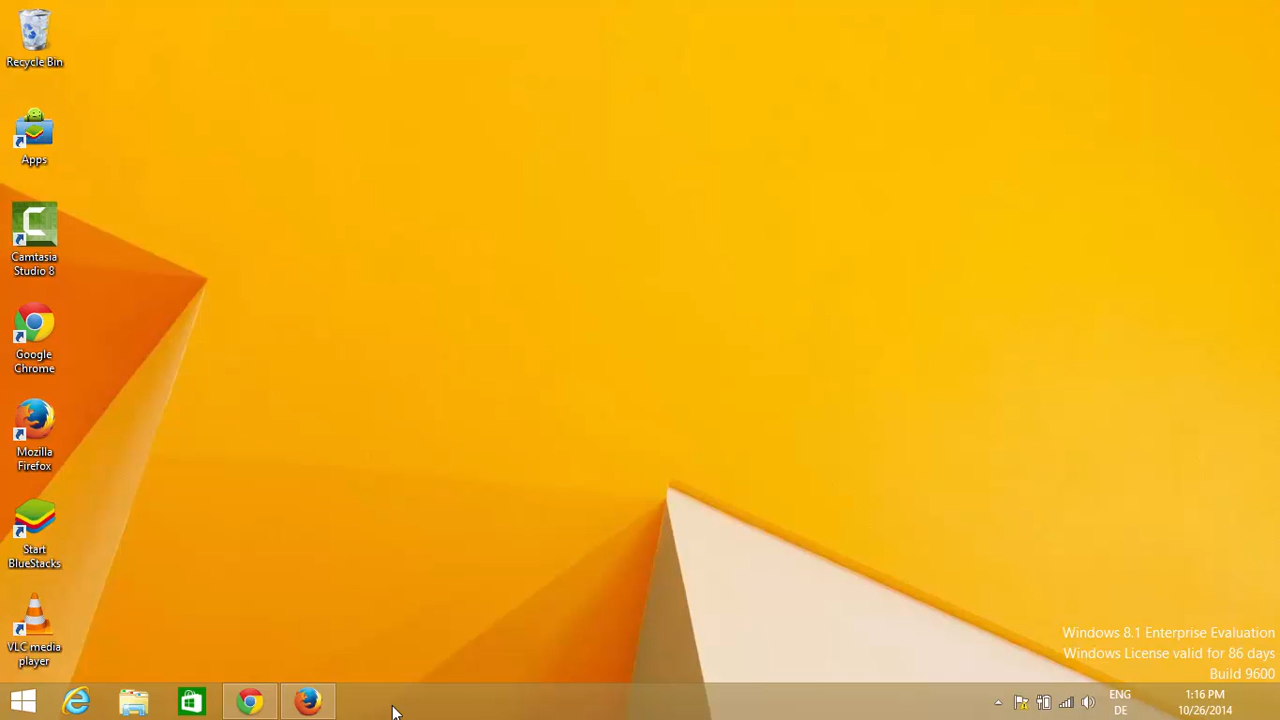 Recycle Bin
Apps
Camtasia
Studio 8
Google
Chrome
Mozilla
Firefox
Start
BlueStacks
VLC media
player
Windows 8.1 Enterprise Evaluation
Windows License valid for 86 days
Build 9600
ENG
DE
1:16 PM
10/26/2014